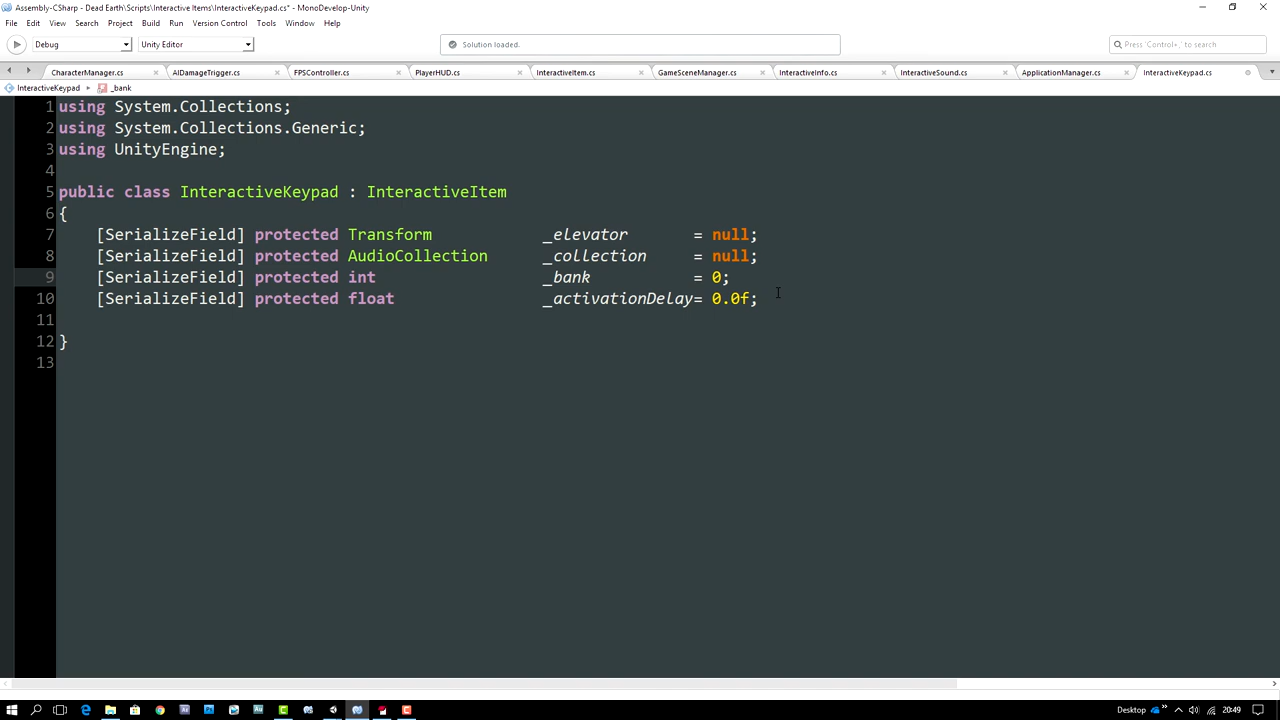 Assembly-CSharp - Dead Earth\Scripts\Interactive Items\InteractiveKeypad.cs* - MonoDevelop-Unity
File Edit View Search Project Build Run Version Control Tools Window Help
Debug Unity Editor Solution loaded. Press 'Control+,' to search
CharacterManager.cs AIDamageTrigger.cs FPSController.cs PlayerHUD.cs InteractiveItem.cs GameSceneManager.cs InteractiveInfo.cs InteractiveSound.cs ApplicationManager.cs InteractiveKeypad.cs
InteractiveKeypad _bank
1 using System.Collections;
2 using System.Collections.Generic;
3 using UnityEngine;
4
5 public class InteractiveKeypad : InteractiveItem
6 {
7 [SerializeField] protected Transform _elevator = null;
8 [SerializeField] protected AudioCollection _collection = null;
9 [SerializeField] protected int _bank = 0;
10 [SerializeField] protected float _activationDelay= 0.0f;
11
12 }
13
Desktop 20:49